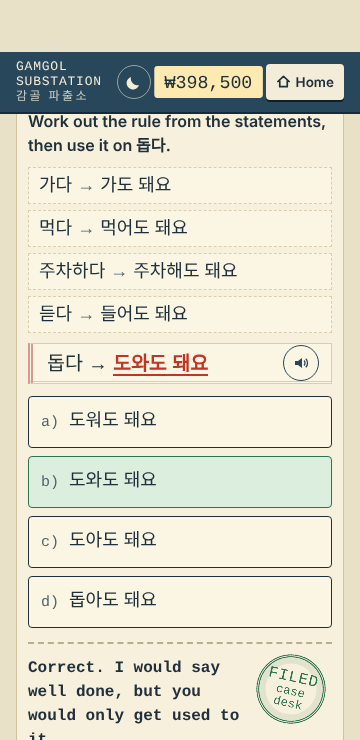 GAMGOL
SUBSTATION
감골 파출소
₩398,500
Home
Work out the rule from the statements,
then use it on 돕다.
가다 → 가도 돼요
먹다 → 먹어도 돼요
주차하다 → 주차해도 돼요
듣다 → 들어도 돼요
돕다 → 도와도 돼요
a) 도워도 돼요
b) 도와도 돼요
c) 도아도 돼요
d) 돕아도 돼요
Correct. I would say
well done, but you
would only get used to
it
FILED
case
desk